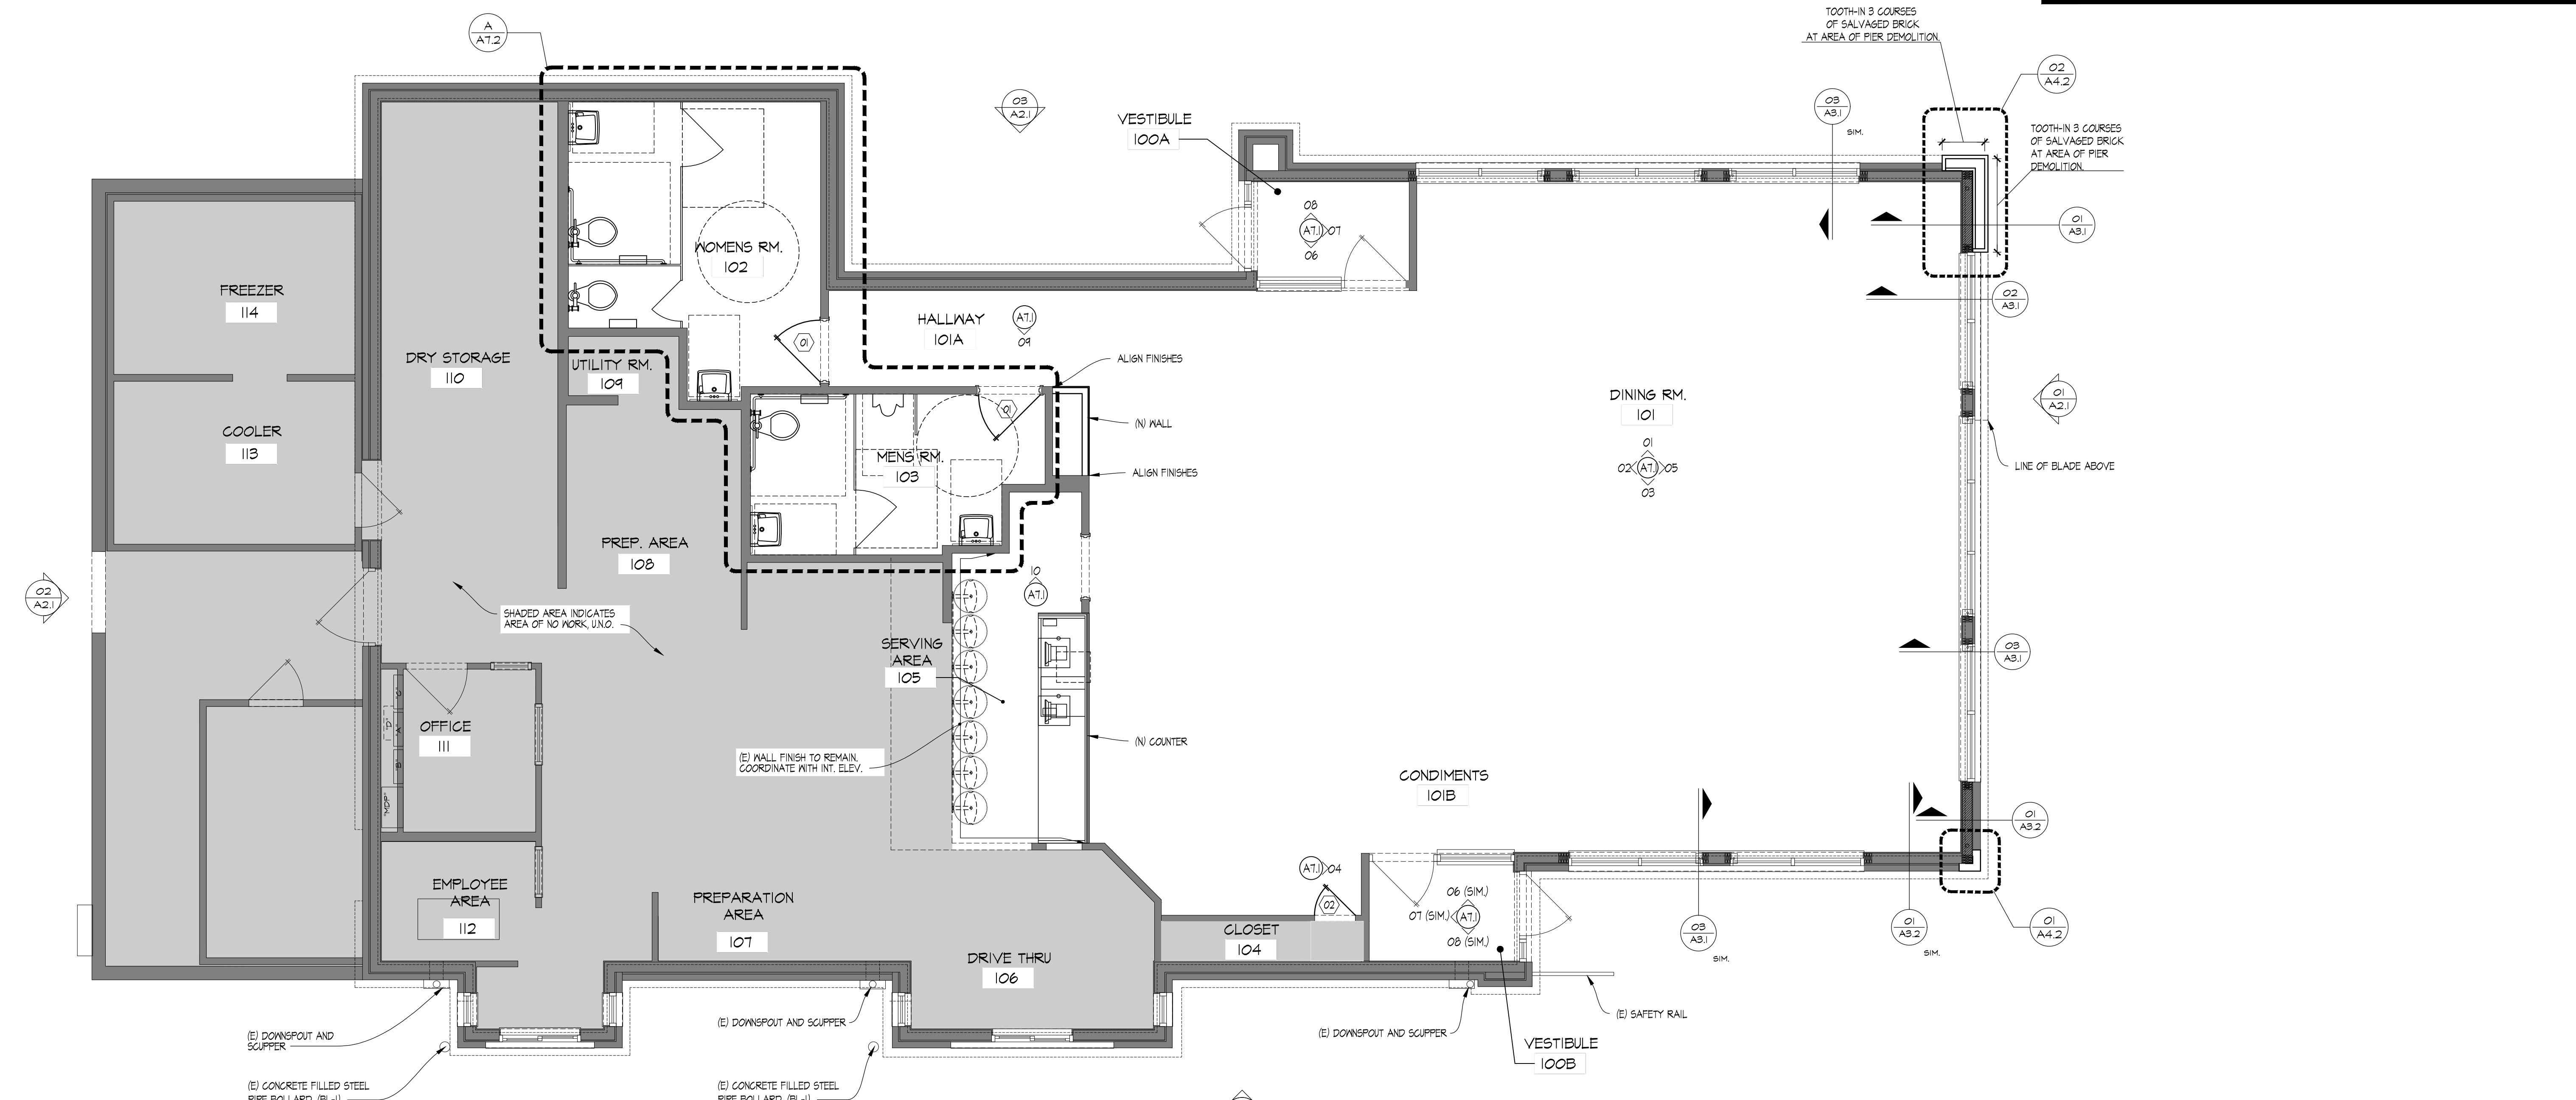 TOOTH-IN 3 COURSES
OF SALVAGED BRICK
AT AREA OF PIER DEMOLITION.
A
A7.2
02
A4.2
03
A2.1
VESTIBULE
100A
03
A3.1
SIM.
TOOTH-IN 3 COURSES
OF SALVAGED BRICK
AT AREA OF PIER
DEMOLITION.
01
A3.1
08
A7.1
07
06
WOMENS RM.
102
FREEZER
114
02
A3.1
HALLWAY
101A
A7.1
09
01
DRY STORAGE
110
UTILITY RM.
109
ALIGN FINISHES
DINING RM.
101
01
A2.1
01
(N) WALL
COOLER
113
MENS RM.
103
01
02
A7.1
05
03
LINE OF BLADE ABOVE
ALIGN FINISHES
PREP. AREA
108
02
A2.1
10
A7.1
SHADED AREA INDICATES
AREA OF NO WORK, U.N.O.
SERVING
AREA
105
03
A3.1
"C"
"D"
"A"
"B"
"MDP"
OFFICE
111
(E) WALL FINISH TO REMAIN.
COORDINATE WITH INT. ELEV.
(N) COUNTER
CONDIMENTS
101B
01
A3.2
A7.1
04
EMPLOYEE
AREA
112
PREPARATION
AREA
107
02
06 (SIM.)
07 (SIM.)
A7.1
08 (SIM.)
CLOSET
104
03
A3.1
SIM.
01
A3.2
SIM.
01
A4.2
DRIVE THRU
106
(E) DOWNSPOUT AND
SCUPPER
(E) DOWNSPOUT AND SCUPPER
(E) DOWNSPOUT AND SCUPPER
(E) SAFETY RAIL
VESTIBULE
100B
(E) CONCRETE FILLED STEEL
PIPE BOLLARD. (BL-1)
(E) CONCRETE FILLED STEEL
PIPE BOLLARD. (BL-1)